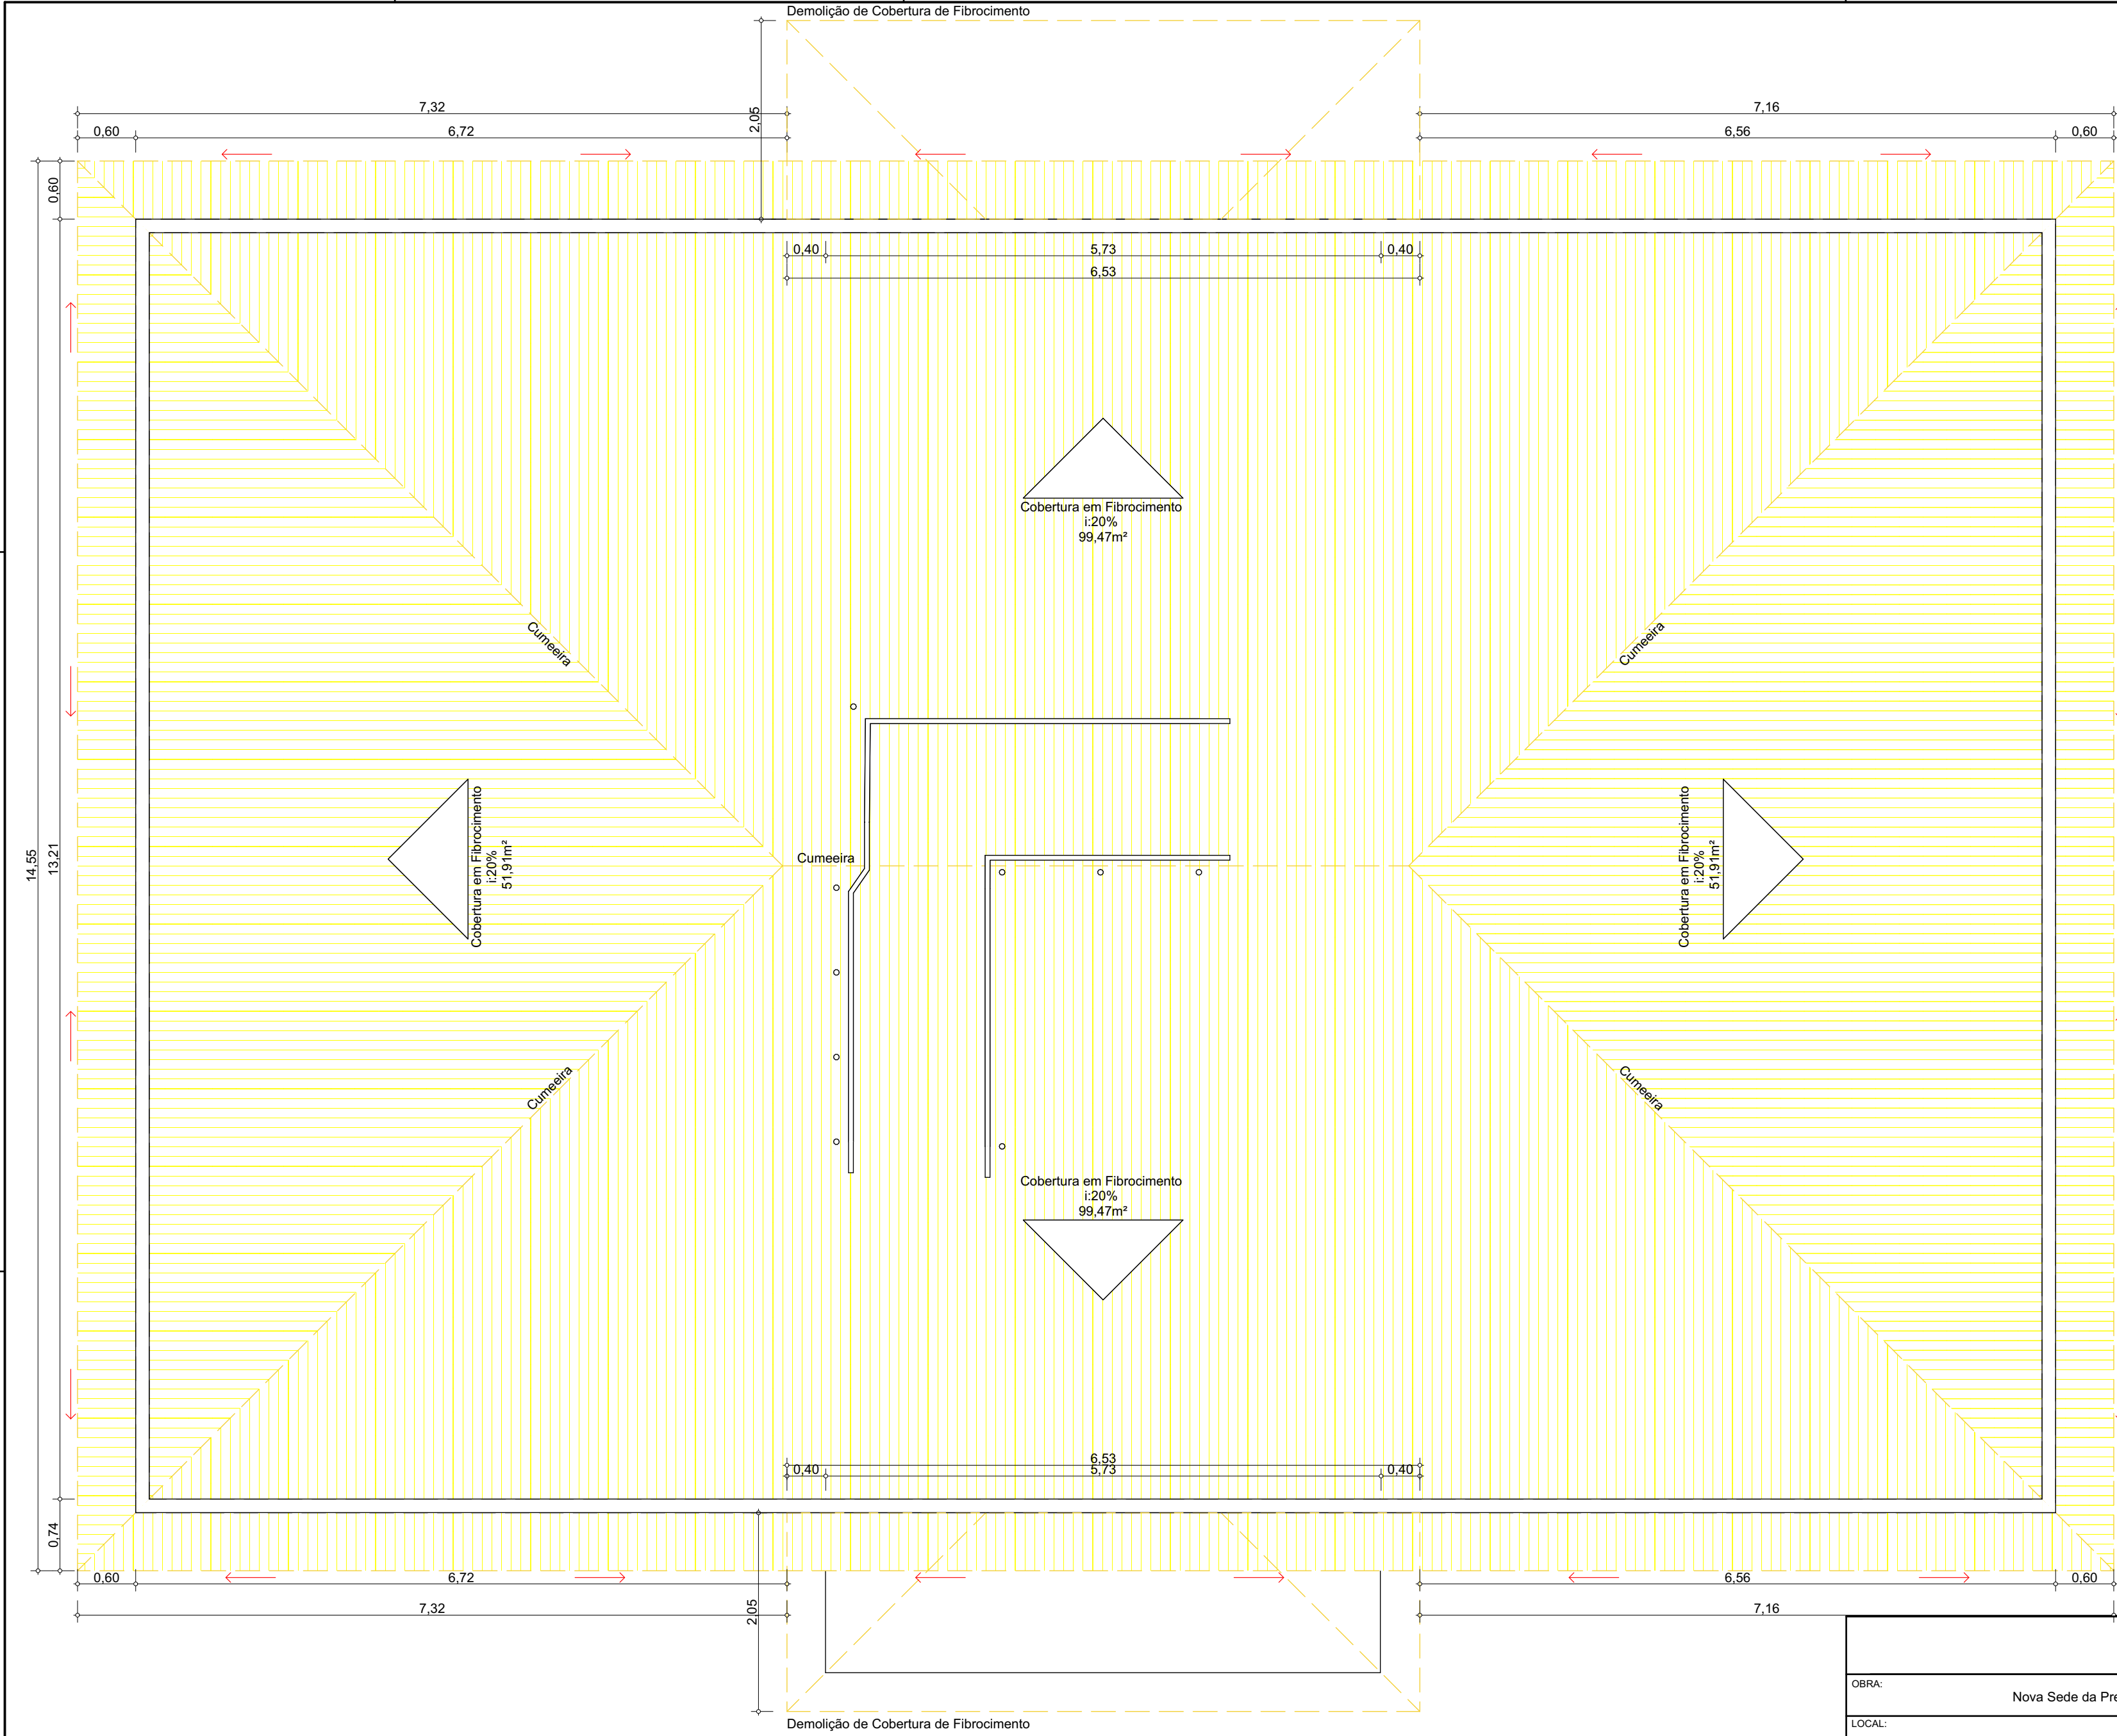 Demolição de Cobertura de Fibrocimento
7,32
2,05
7,16
0,60
6,72
6,56
0,60
0,60
0,40
5,73
0,40
6,53
Cobertura em Fibrocimento
i:20%
99,47m²
Cumeeira
Cumeeira
14,55
13,21
Cobertura em Fibrocimento
i:20%
51,91m²
Cumeeira
Cobertura em Fibrocimento
i:20%
51,91m²
Cumeeira
Cumeeira
Cobertura em Fibrocimento
i:20%
99,47m²
6,53
0,40
5,73
0,40
0,74
0,60
6,72
6,56
0,60
7,32
2,05
7,16
OBRA:
Nova Sede da Pre
LOCAL:
Demolição de Cobertura de Fibrocimento